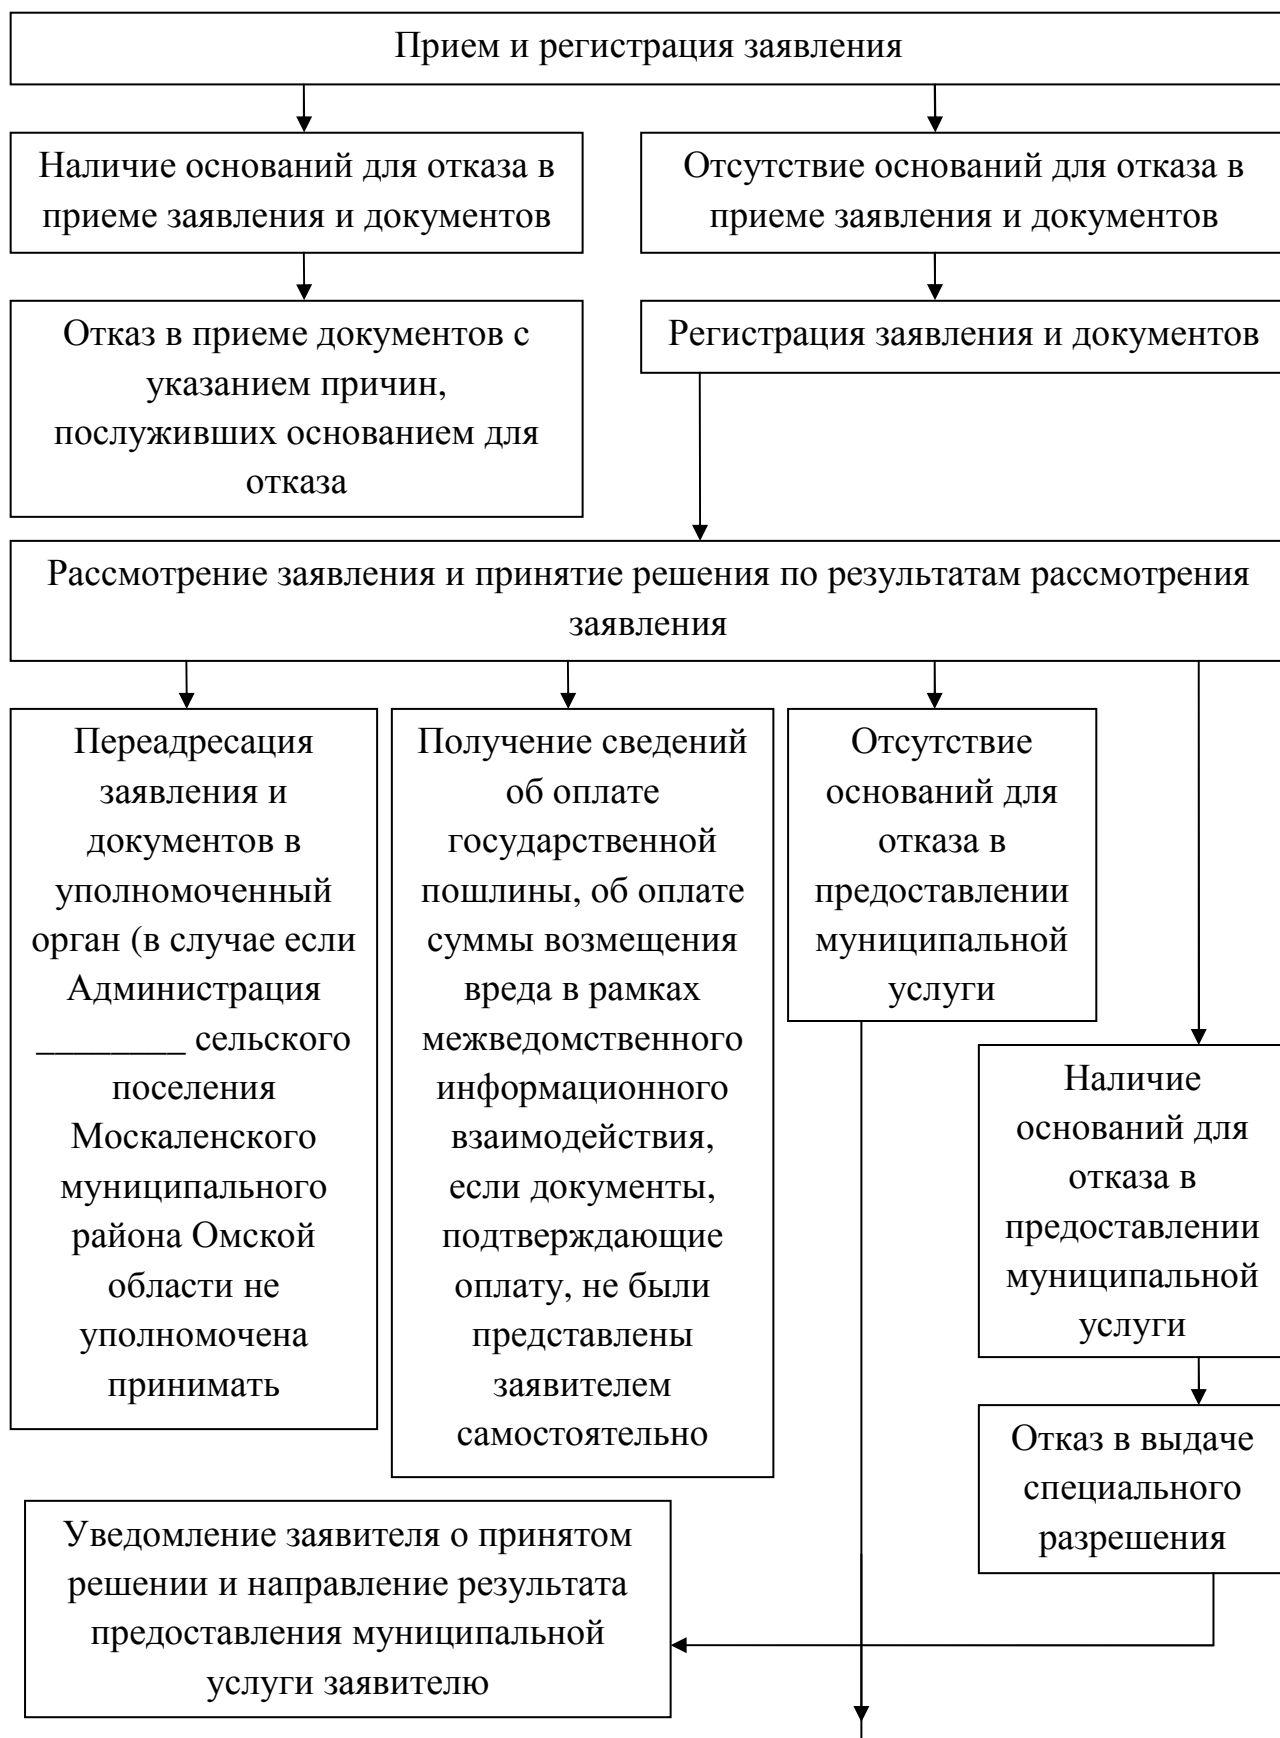 Прием и регистрация заявления
Наличие оснований для отказа в
приеме заявления и документов
Отсутствие оснований для отказа в
приеме заявления и документов
Отказ в приеме документов с
указанием причин,
послуживших основанием для
отказа
Регистрация заявления и документов
Рассмотрение заявления и принятие решения по результатам рассмотрения
заявления
Переадресация
заявления и
документов в
уполномоченный
орган (в случае если
Администрация
________ сельского
поселения
Москаленского
муниципального
района Омской
области не
уполномочена
принимать
Получение сведений
об оплате
государственной
пошлины, об оплате
суммы возмещения
вреда в рамках
межведомственного
информационного
взаимодействия,
если документы,
подтверждающие
оплату, не были
представлены
заявителем
самостоятельно
Отсутствие
оснований для
отказа в
предоставлении
муниципальной
услуги
Наличие
оснований для
отказа в
предоставлении
муниципальной
услуги
Отказ в выдаче
специального
разрешения
Уведомление заявителя о принятом
решении и направление результата
предоставления муниципальной
услуги заявителю